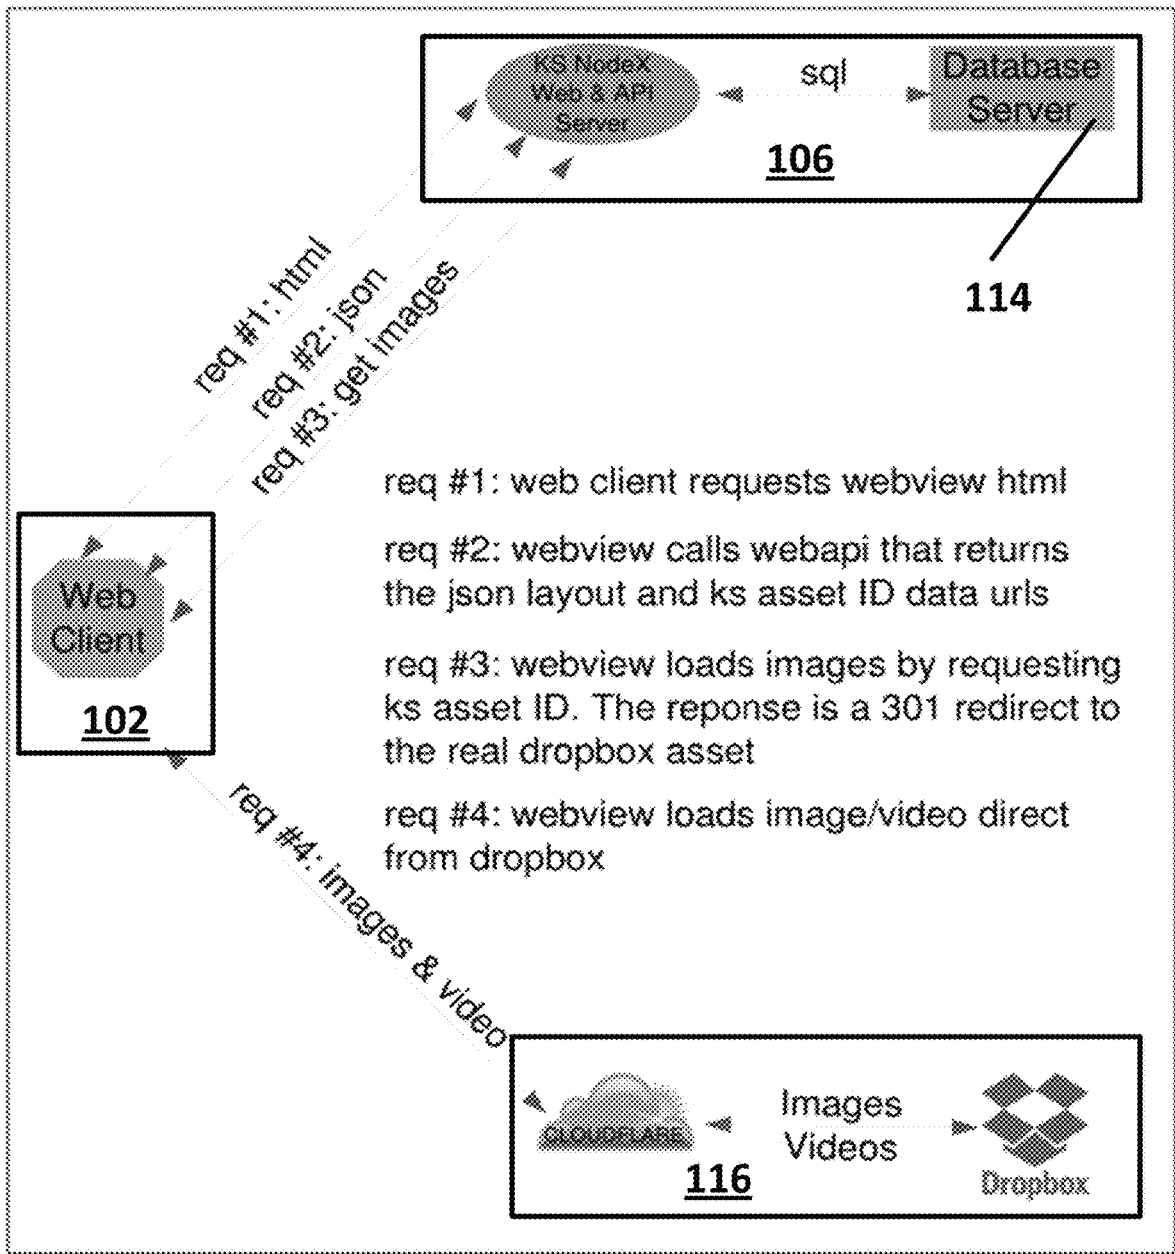 KS NodeX
Web & API
Server
sql
Database
Server
106
114
req #1: html
req #2: json
req #3: get images
req #1: web client requests webview html
req #2: webview calls webapi that returns
the json layout and ks asset ID data urls
req #3: webview loads images by requesting
ks asset ID. The reponse is a 301 redirect to
the real dropbox asset
req #4: webview loads image/video direct
from dropbox
Web
Client
102
req #4: images & video
CLOUDFLARE
Images
Videos
116
Dropbox